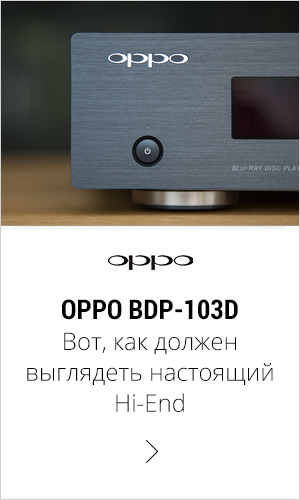 oppo
BLU-RAY DISC PLAY
oppo
OPPO BDP-103D
Вот, как должен
выглядеть настоящий
Hi-End